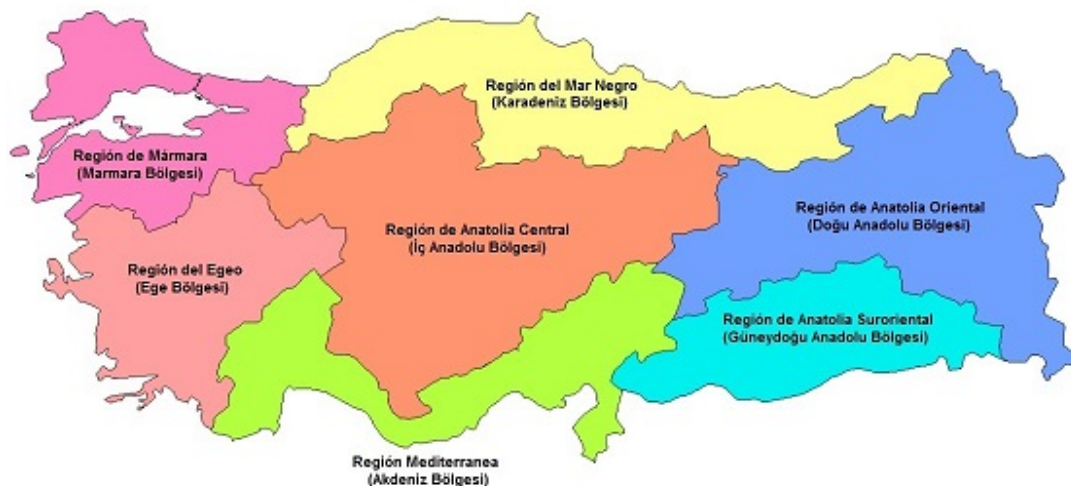 Región del Mar Negro
(Karadeniz Bölgesi)
Región de Mármara
(Marmara Bölgesi)
Región de Anatolia Oriental
(Doğu Anadolu Bölgesi)
Región de Anatolia Central
(İç Anadolu Bölgesi)
Región del Egeo
(Ege Bölgesi)
Región de Anatolia Suroriental
(Güneydoğu Anadolu Bölgesi)
Región Mediterranea
(Akdeniz Bölgesi)